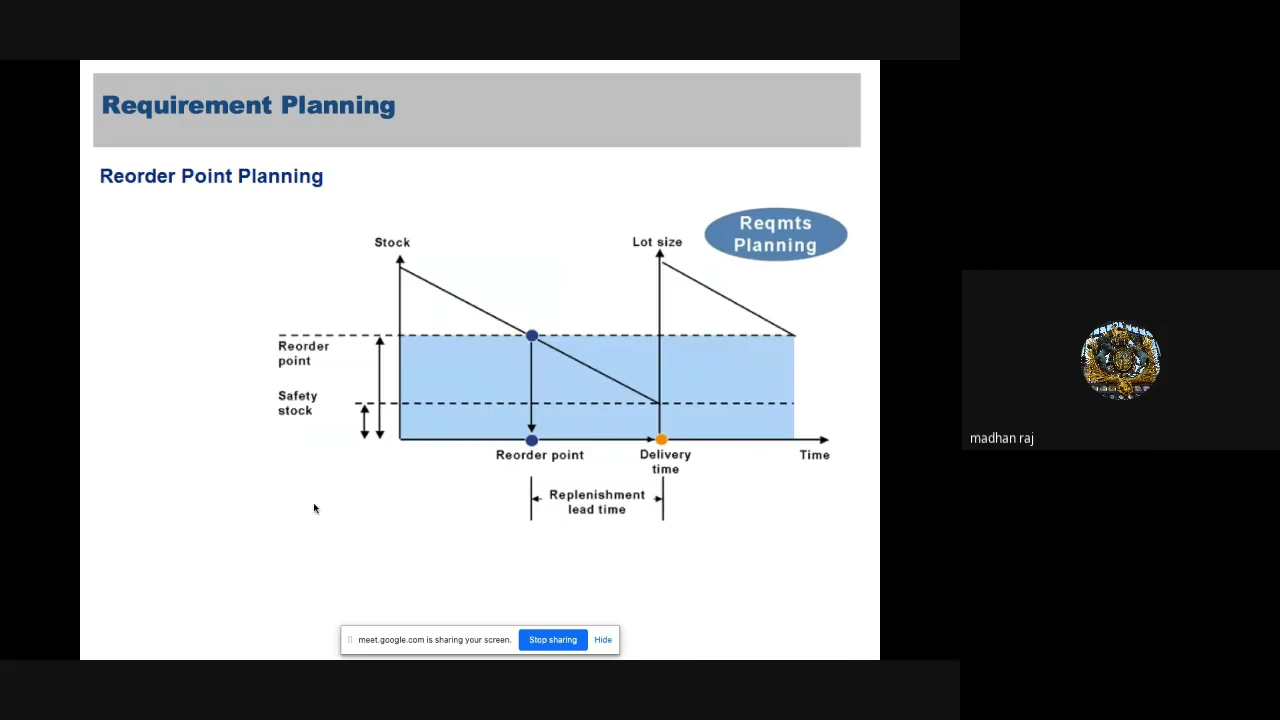 Requirement Planning
Reorder Point Planning
Reqmts
Planning
Stock
Lot size
Reorder
point
Safety
stock
Reorder point
Delivery
time
Time
Replenishment
lead time
madhan raj
meet.google.com is sharing your screen.
Stop sharing
Hide